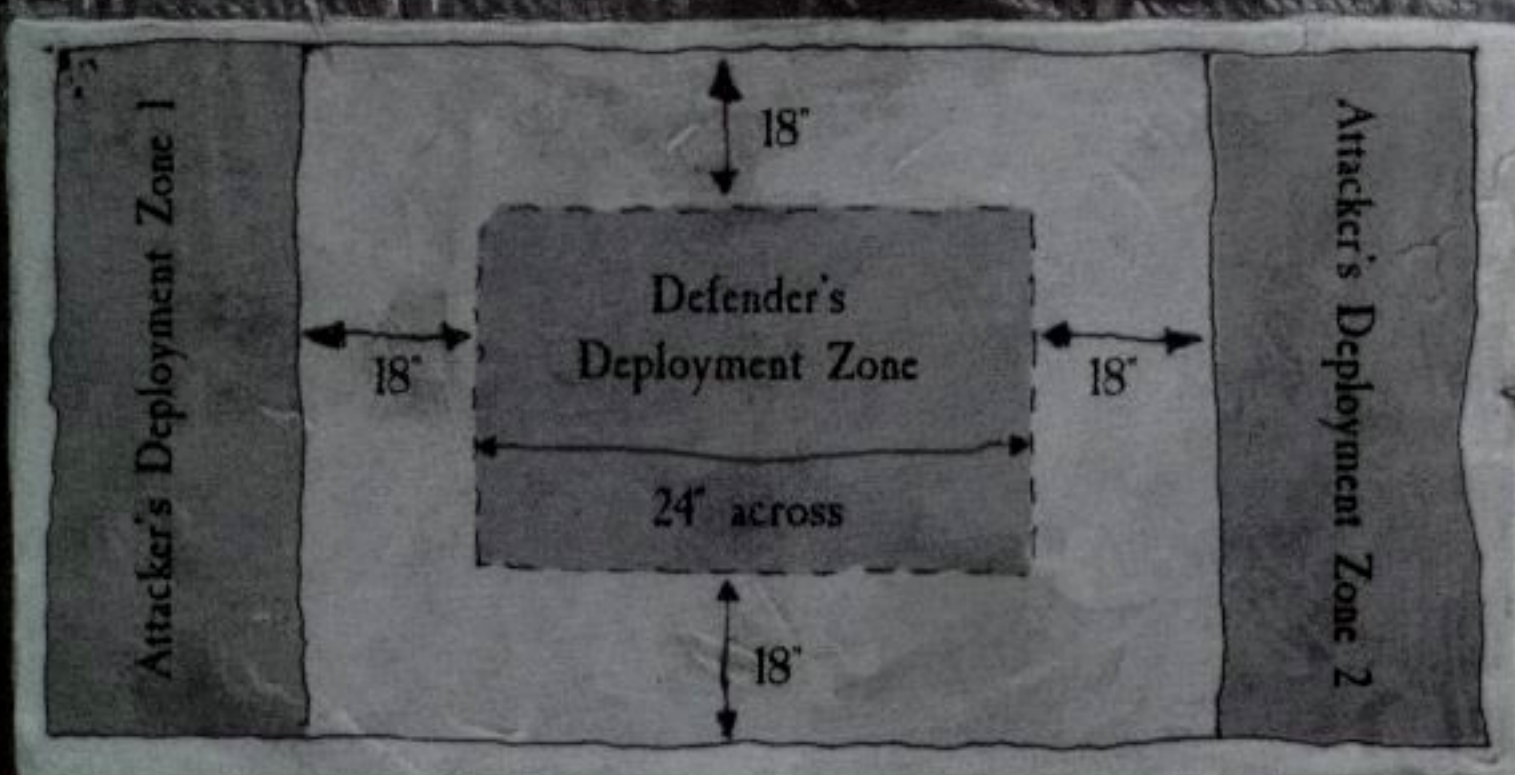 Attacker's Deployment Zone 1
18"
Attacker's Deployment Zone 2
Defender's
Deployment Zone
18"
18"
24" across
18"